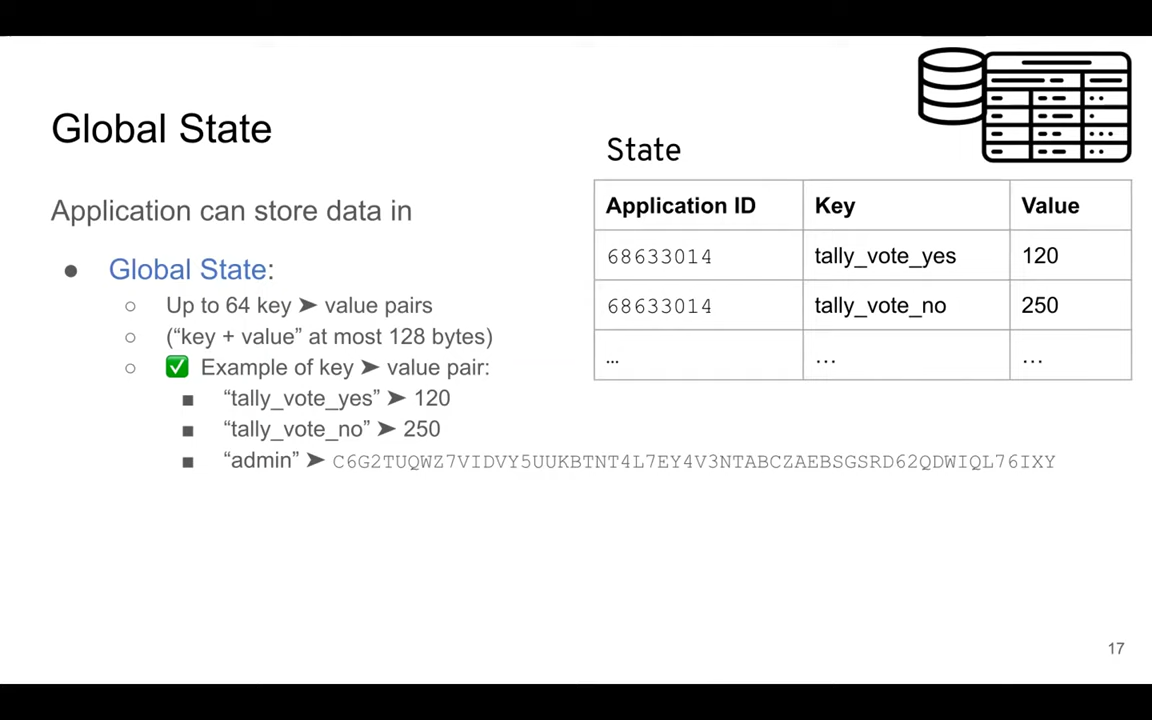 Global State
Application can store data in
● Global State:
○ Up to 64 key ➤ value pairs
○ (“key + value” at most 128 bytes)
○ ✅ Example of key ➤ value pair:
■ “tally_vote_yes” ➤ 120
■ “tally_vote_no” ➤ 250
■ “admin” ➤ C6G2TUQWZ7VIDVY5UUKBTNT4L7EY4V3NTABCZAEBSGSRD62QDWIQL76IXY
State
Application ID Key Value
68633014 tally_vote_yes 120
68633014 tally_vote_no 250
… … …
17